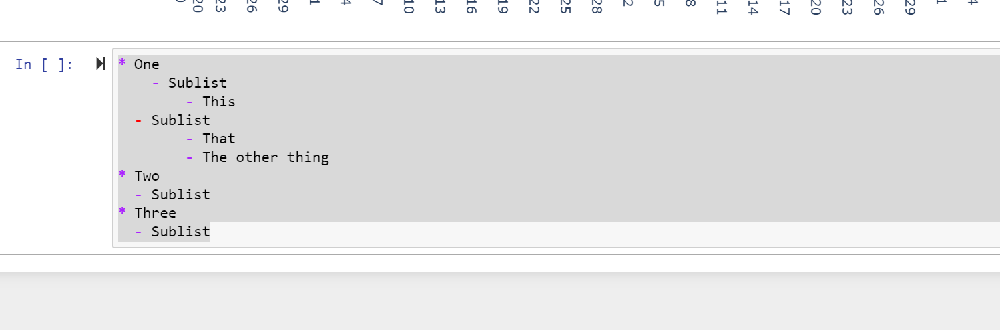 20 23 26 29 1 4 7 10 13 16 19 22 25 28 2 5 8 11 14 17 20 23 26 29 1 4
In [ ]:
* One
    - Sublist
        - This
  - Sublist
        - That
        - The other thing
* Two
  - Sublist
* Three
  - Sublist